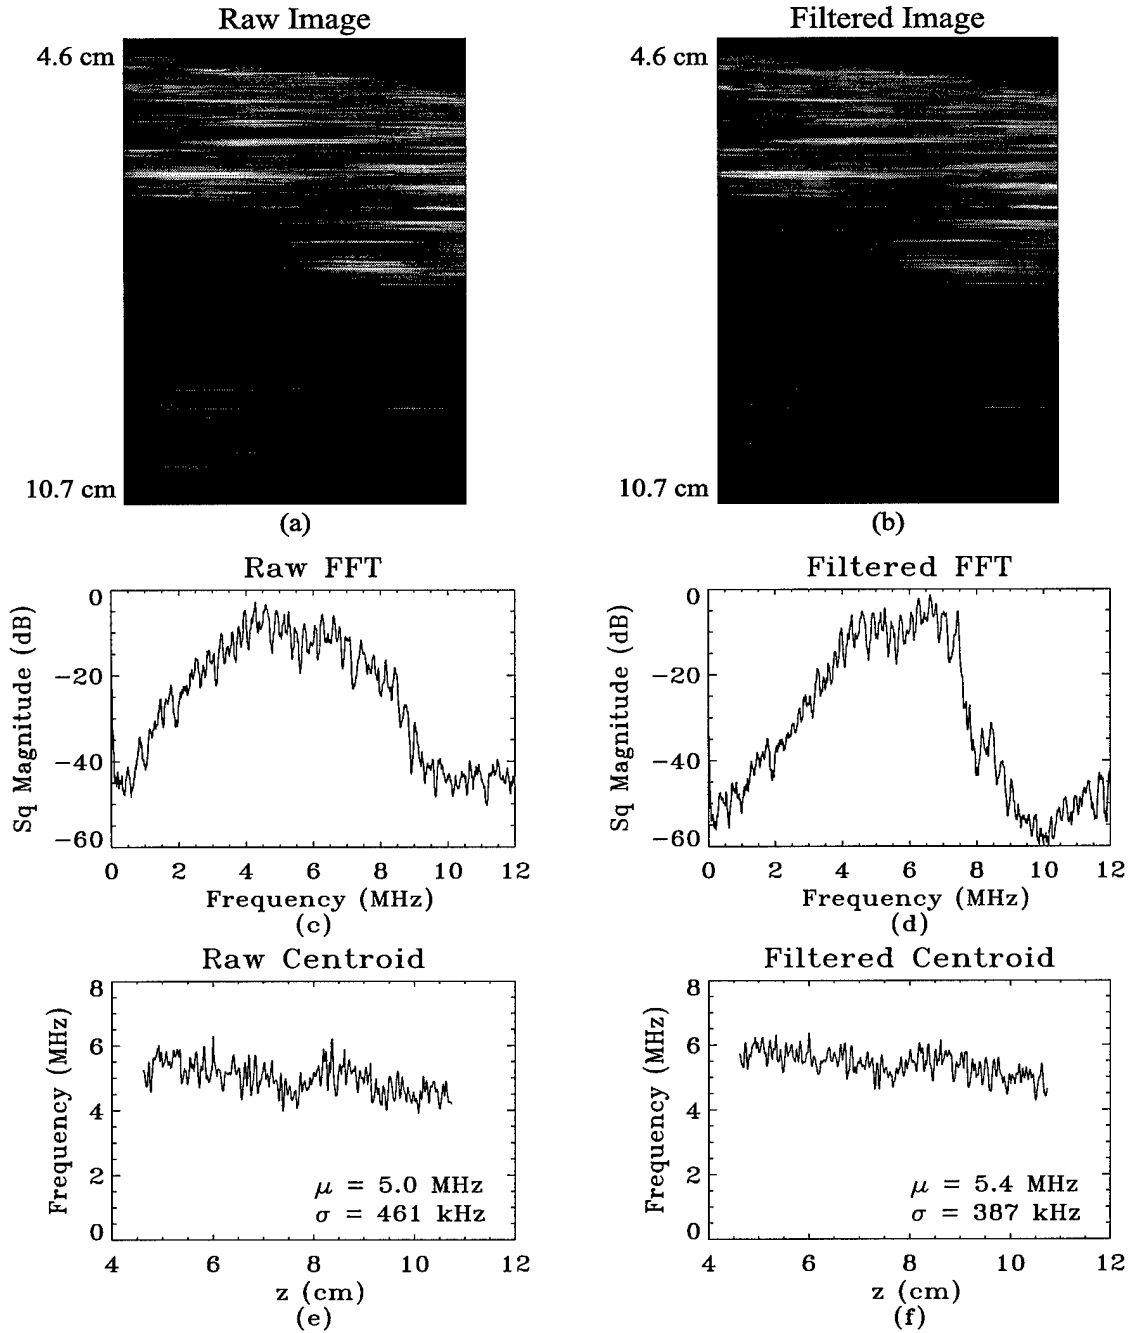 Raw Image
Filtered Image
4.6 cm
4.6 cm
10.7 cm
10.7 cm
(a)
(b)
Raw FFT
Filtered FFT
Sq Magnitude (dB)
0
−20
−40
−60
0 2 4 6 8 10 12
Frequency (MHz)
(c)
Sq Magnitude (dB)
0
−20
−40
−60
0 2 4 6 8 10 12
Frequency (MHz)
(d)
Raw Centroid
Filtered Centroid
Frequency (MHz)
8
6
4
2
0
μ = 5.0 MHz
σ = 461 kHz
4 6 8 10 12
z (cm)
(e)
Frequency (MHz)
8
6
4
2
0
μ = 5.4 MHz
σ = 387 kHz
4 6 8 10 12
z (cm)
(f)